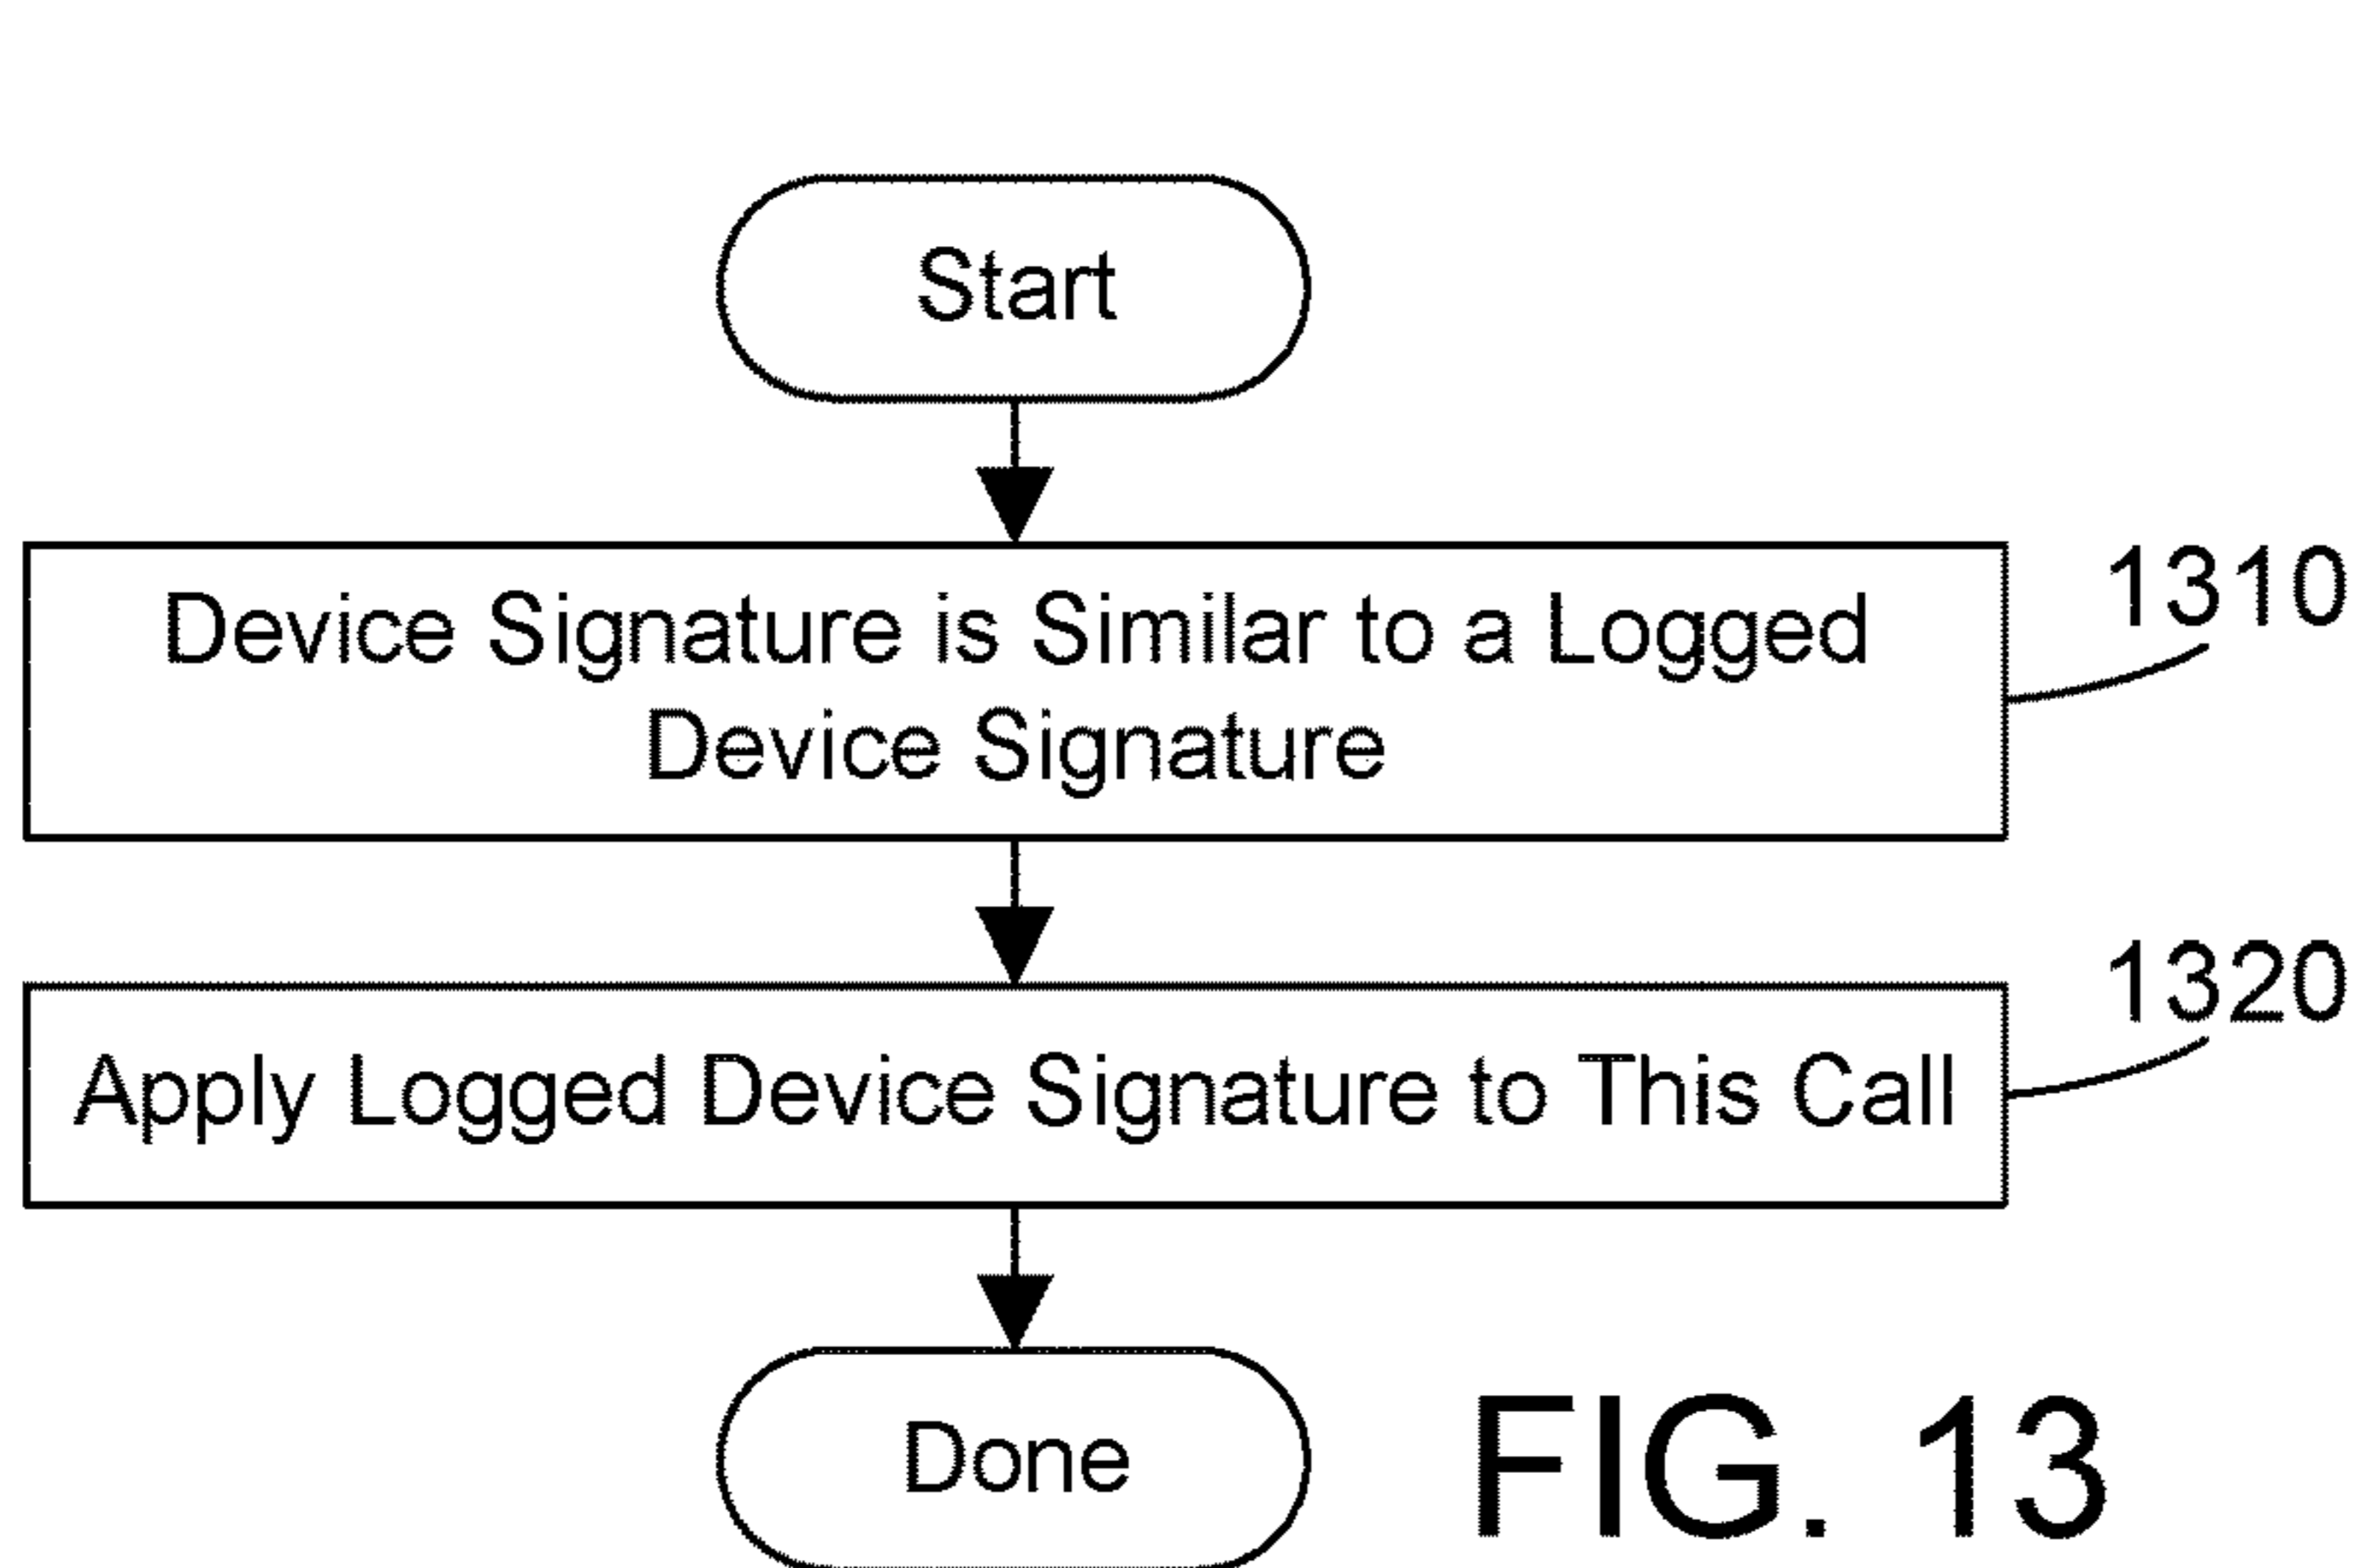 Start
Device Signature is Similar to a Logged
Device Signature
1310
Apply Logged Device Signature to This Call
1320
Done
FIG. 13